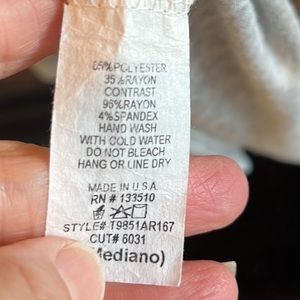 65% POLYESTER
35% RAYON
CONTRAST
96% RAYON
4% SPANDEX
HAND WASH
WITH COLD WATER
DO NOT BLEACH
HANG OR LINE DRY
MADE IN U.S.A.
RN # 133510
STYLE# T9851AR167
CUT# 6031
Mediano)